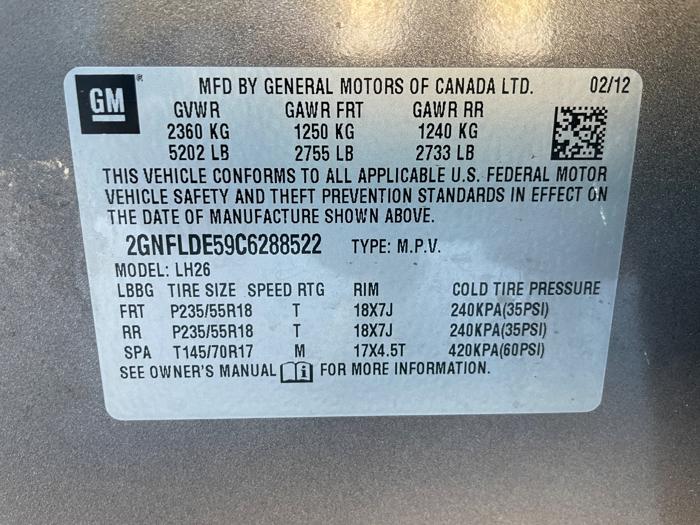 GM ® MFD BY GENERAL MOTORS OF CANADA LTD. 02/12
GVWR GAWR FRT GAWR RR
2360 KG 1250 KG 1240 KG
5202 LB 2755 LB 2733 LB
THIS VEHICLE CONFORMS TO ALL APPLICABLE U.S. FEDERAL MOTOR
VEHICLE SAFETY AND THEFT PREVENTION STANDARDS IN EFFECT ON
THE DATE OF MANUFACTURE SHOWN ABOVE.
2GNFLDE59C6288522 TYPE: M.P.V.
MODEL: LH26
LBBG TIRE SIZE SPEED RTG RIM COLD TIRE PRESSURE
FRT P235/55R18 T 18X7J 240KPA(35PSI)
RR P235/55R18 T 18X7J 240KPA(35PSI)
SPA T145/70R17 M 17X4.5T 420KPA(60PSI)
SEE OWNER'S MANUAL i FOR MORE INFORMATION.